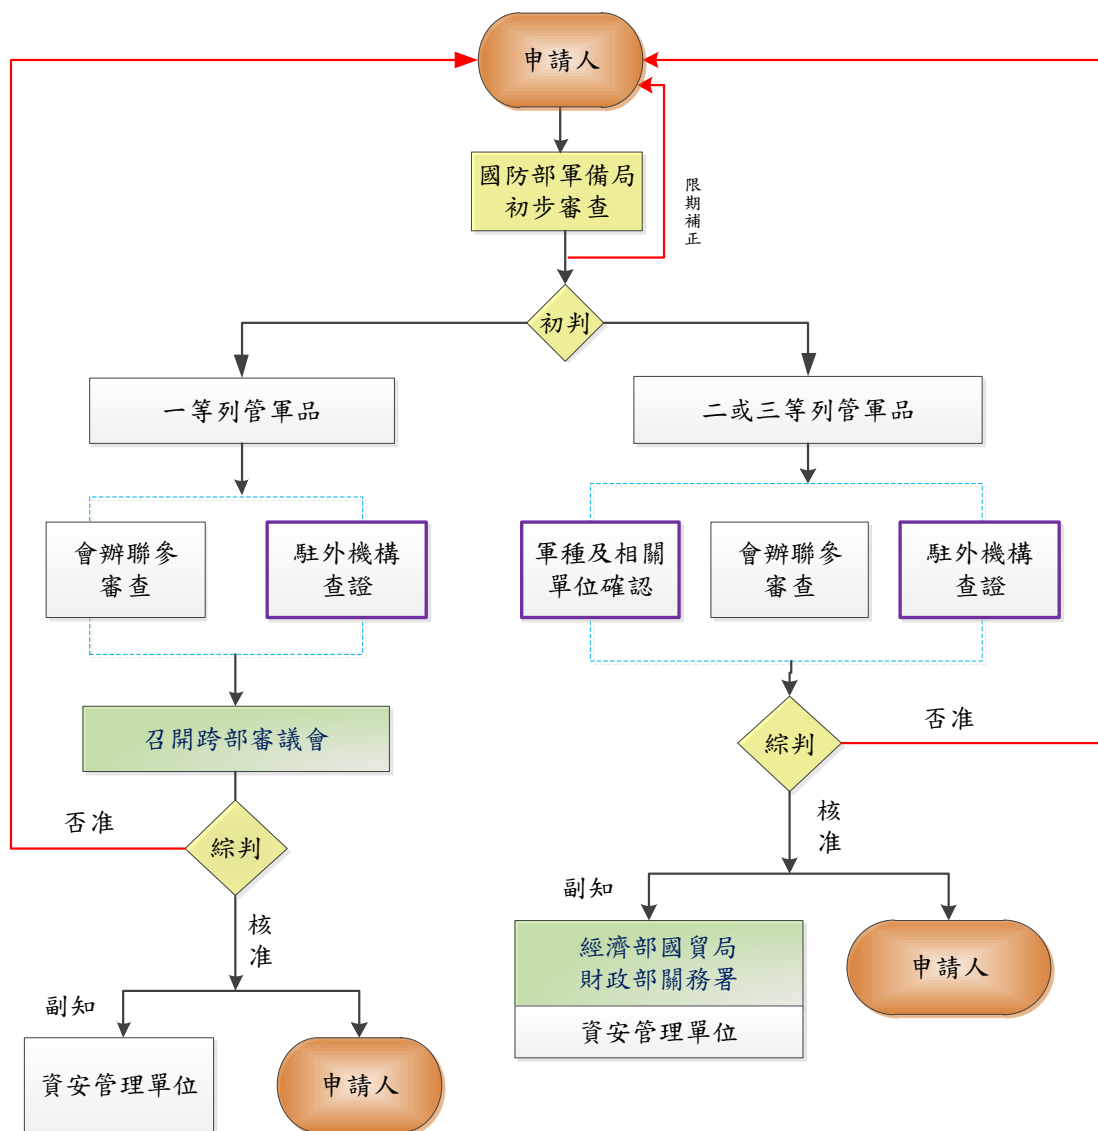 申請人
國防部軍備局
初步審查
限期補正
初判
一等列管軍品
二或三等列管軍品
會辦聯參
審查
駐外機構
查證
軍種及相關
單位確認
會辦聯參
審查
駐外機構
查證
召開跨部審議會
綜判
否准
綜判
否准
核准
核准
副知
經濟部國貿局
財政部關務署
資安管理單位
申請人
副知
資安管理單位
申請人